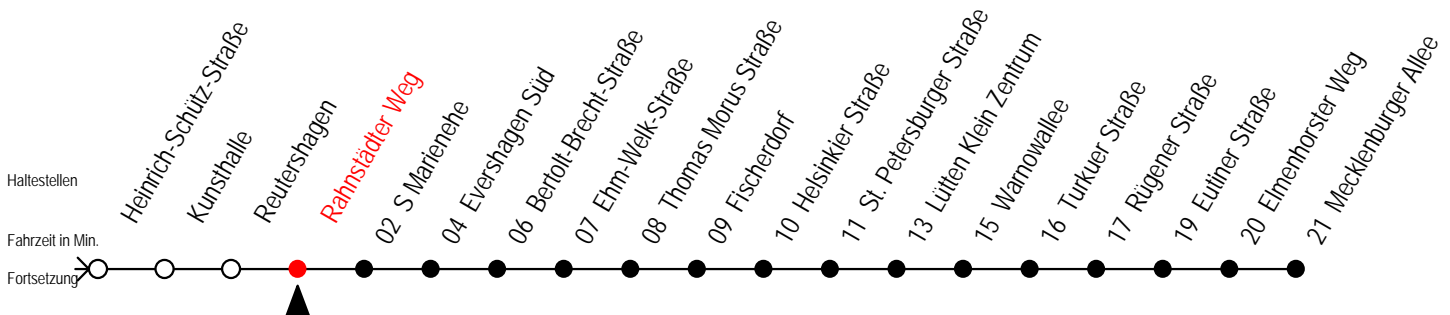 Haltestellen
Fahrzeit in Min.
Fortsetzung
Heinrich-Schütz-Straße
Kunsthalle
Reutershagen
Rahnstädter Weg
02 S Marienehe
04 Evershagen Süd
06 Bertolt-Brecht-Straße
07 Ehm-Welk-Straße
08 Thomas Morus Straße
09 Fischerdorf
10 Helsinkier Straße
11 St. Petersburger Straße
13 Lütten Klein Zentrum
15 Warnowallee
16 Turkuer Straße
17 Rügener Straße
19 Eutiner Straße
20 Elmenhorster Weg
21 Mecklenburger Allee